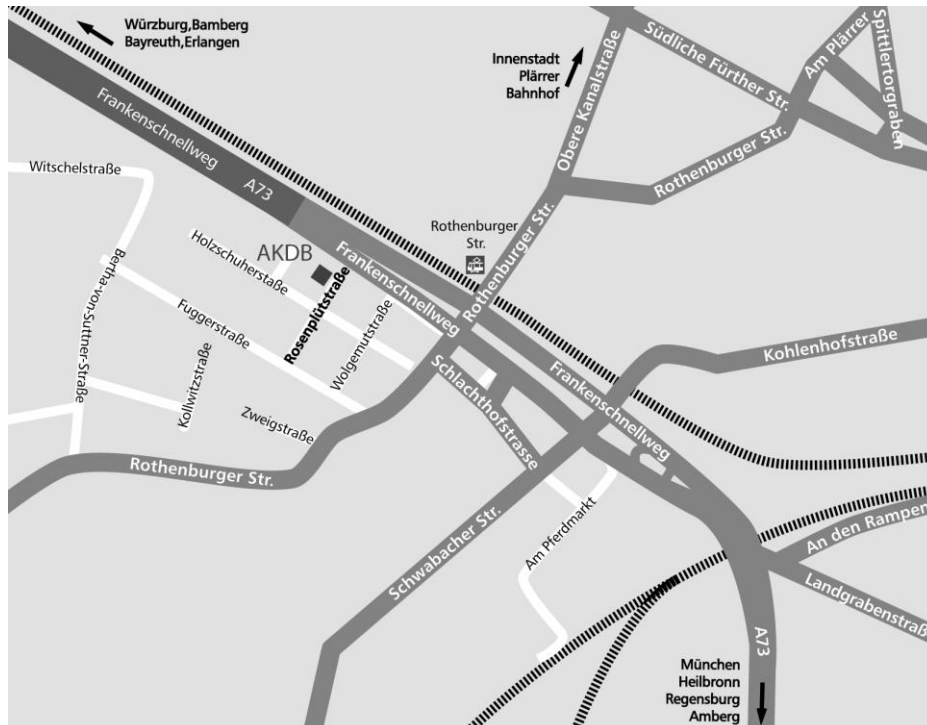 Würzburg,Bamberg
Bayreuth,Erlangen
Innenstadt
Plärrer
Bahnhof
Südliche Fürther Str.
Am Plärrer
Spittlertorgraben
Obere Kanalstraße
Rothenburger Str.
Frankenschnellweg
A73
Witschelstraße
Rothenburger
Str.
Rothenburger Str.
Holzschuherstaße
AKDB
Frankenschnellweg
Bertha-von-Suttner-Straße
Fuggerstraße
Rosenplütstraße
Wolgemutstraße
Kollwitzstraße
Zweigstraße
Schlachthofstrasse
Frankenschnellweg
Kohlenhofstraße
Rothenburger Str.
Schwabacher Str.
Am Pferdmarkt
An den Rampen
Landgrabenstraß
A73
München
Heilbronn
Regensburg
Amberg